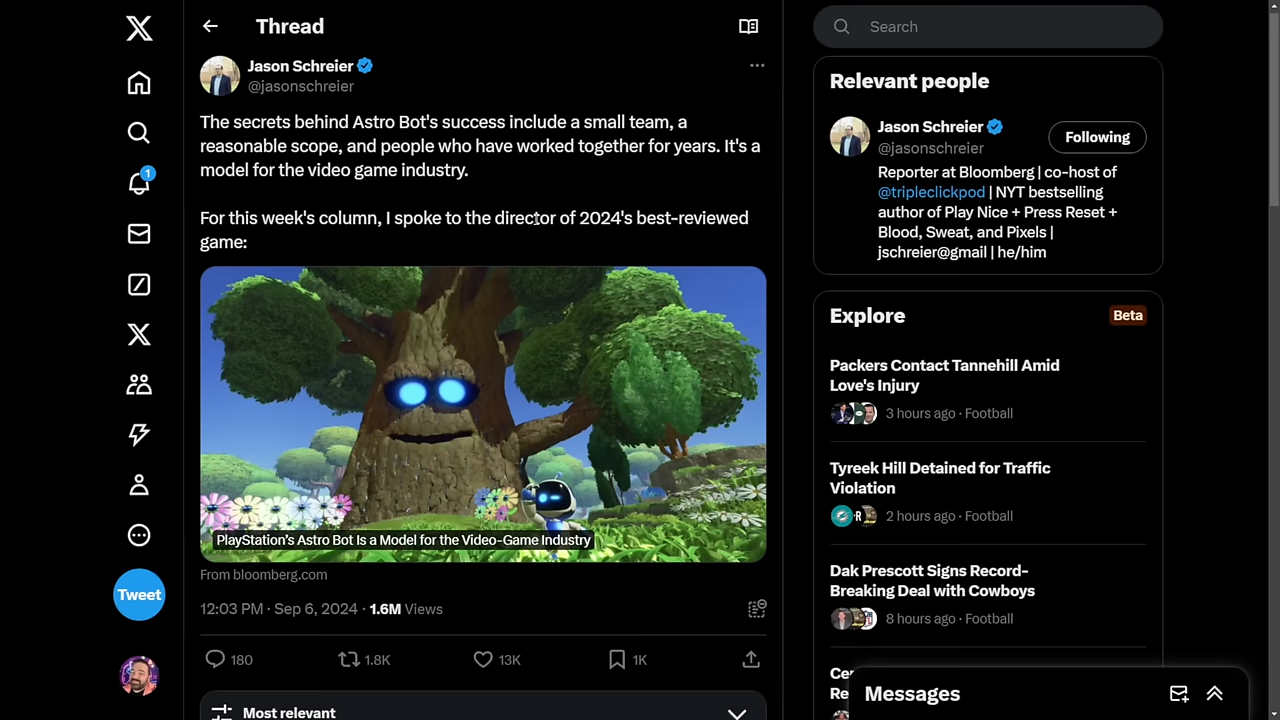 Thread
Jason Schreier
@jasonschreier
The secrets behind Astro Bot's success include a small team, a
reasonable scope, and people who have worked together for years. It's a
model for the video game industry.
For this week's column, I spoke to the director of 2024's best-reviewed
game:
PlayStation's Astro Bot Is a Model for the Video-Game Industry
From bloomberg.com
12:03 PM · Sep 6, 2024 · 1.6M Views
180
1.8K
13K
1K
Most relevant
1
Tweet
Search
Relevant people
Jason Schreier
@jasonschreier
Following
Reporter at Bloomberg | co-host of
@tripleclickpod | NYT bestselling
author of Play Nice + Press Reset +
Blood, Sweat, and Pixels |
jschreier@gmail | he/him
Explore
Beta
Packers Contact Tannehill Amid
Love's Injury
3 hours ago · Football
Tyreek Hill Detained for Traffic
Violation
2 hours ago · Football
Dak Prescott Signs Record-
Breaking Deal with Cowboys
8 hours ago · Football
Messages